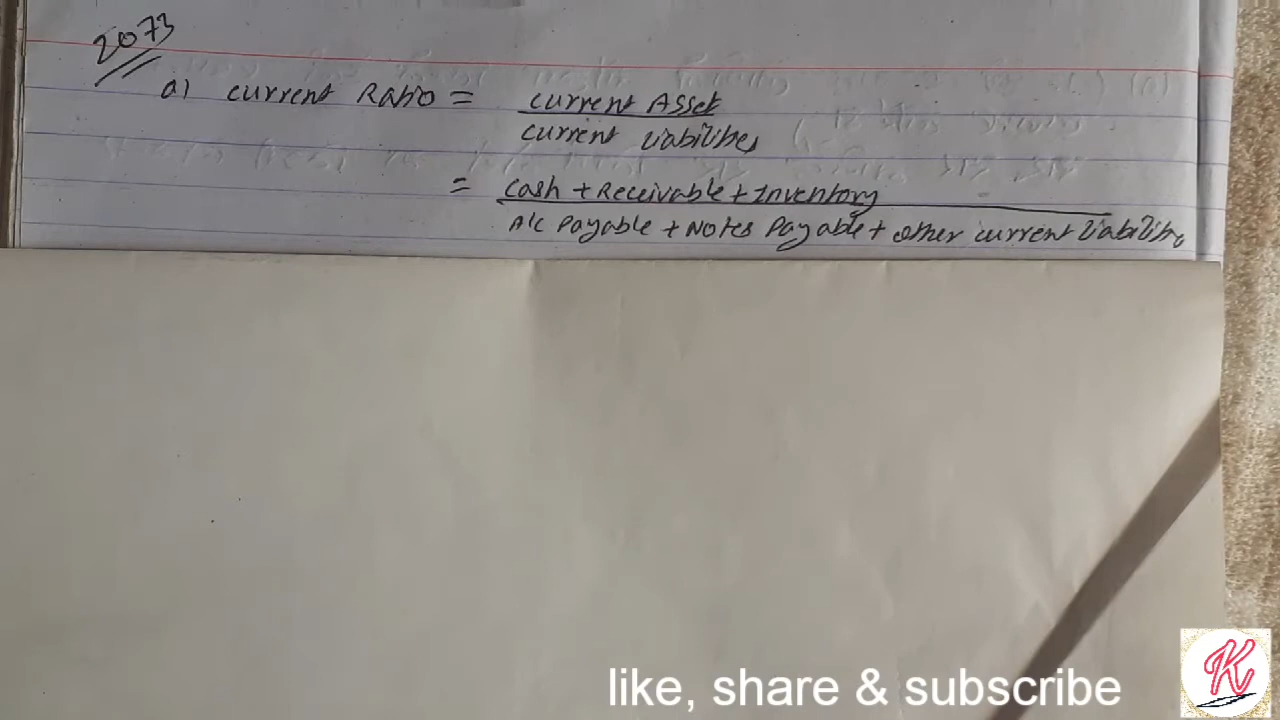 2073
a) current Ratio = current Asset
current liabilities
= cash + Receivable + Inventory
A/c Payable + Notes Payable + other current liabilities
like, share & subscribe
K